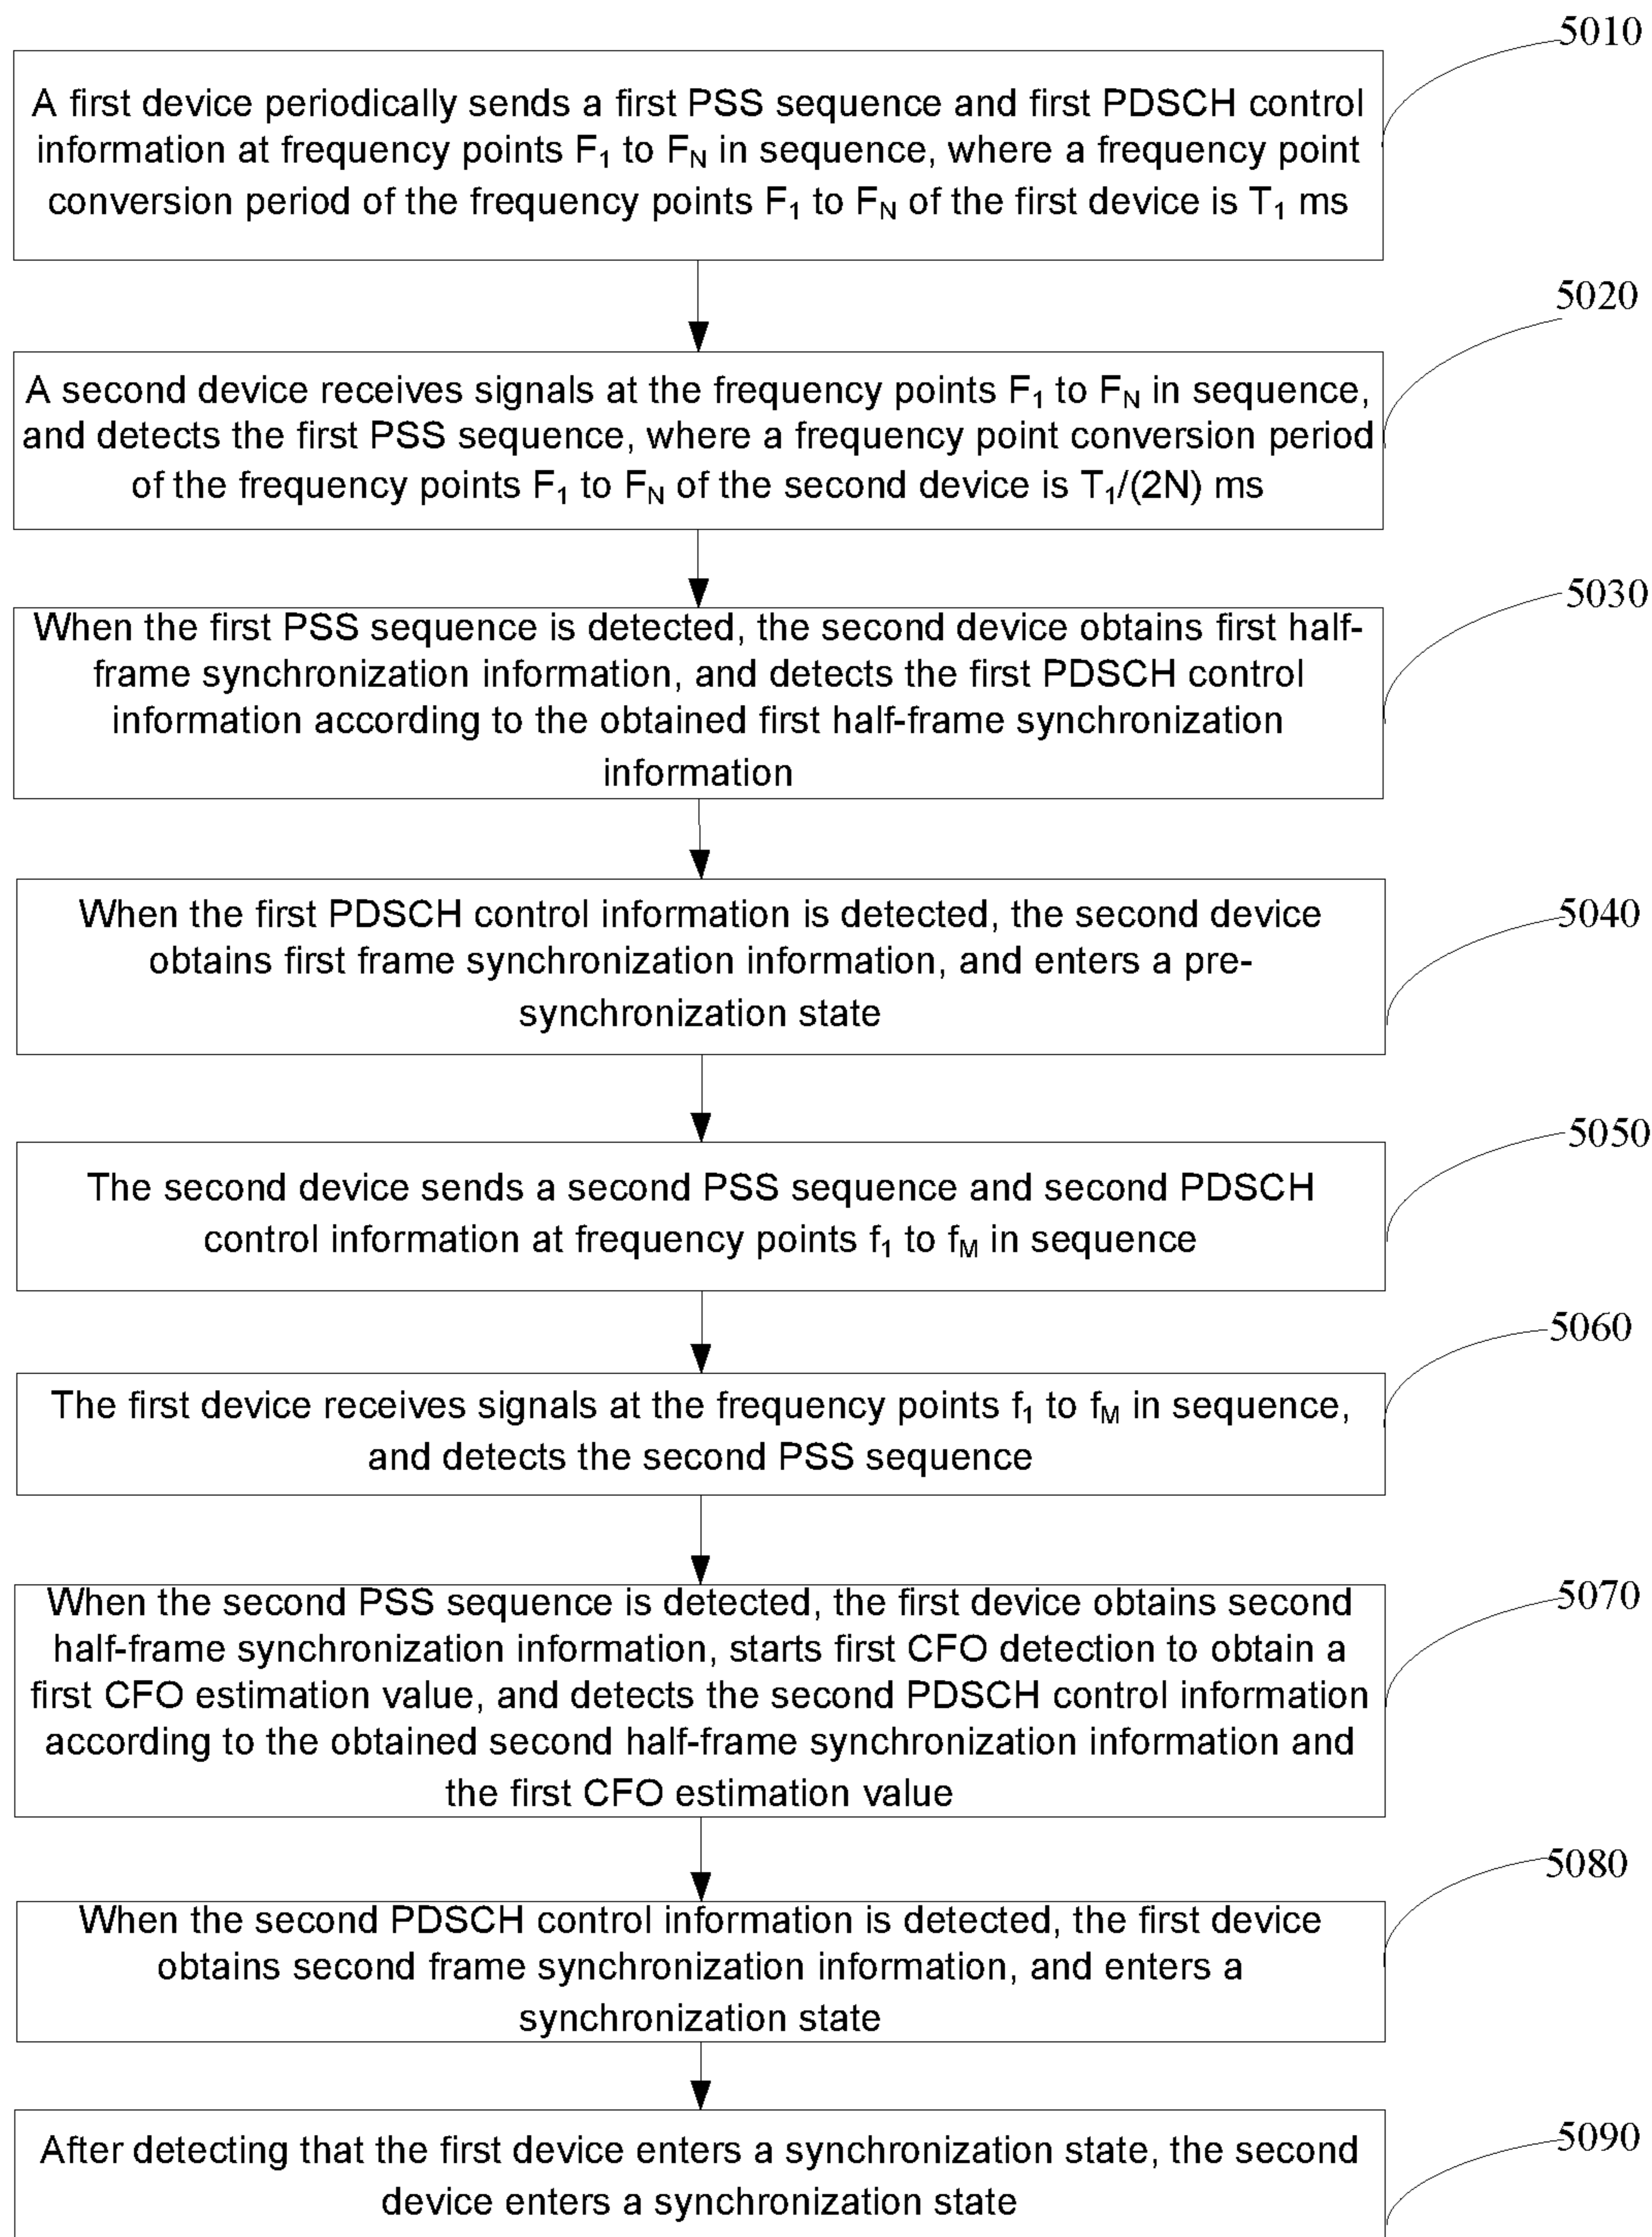 5010
A first device periodically sends a first PSS sequence and first PDSCH control
information at frequency points F₁ to F_N in sequence, where a frequency point
conversion period of the frequency points F₁ to F_N of the first device is T₁ ms
5020
A second device receives signals at the frequency points F₁ to F_N in sequence,
and detects the first PSS sequence, where a frequency point conversion period
of the frequency points F₁ to F_N of the second device is T₁/(2N) ms
5030
When the first PSS sequence is detected, the second device obtains first half-
frame synchronization information, and detects the first PDSCH control
information according to the obtained first half-frame synchronization
information
5040
When the first PDSCH control information is detected, the second device
obtains first frame synchronization information, and enters a pre-
synchronization state
5050
The second device sends a second PSS sequence and second PDSCH
control information at frequency points f₁ to f_M in sequence
5060
The first device receives signals at the frequency points f₁ to f_M in sequence,
and detects the second PSS sequence
5070
When the second PSS sequence is detected, the first device obtains second
half-frame synchronization information, starts first CFO detection to obtain a
first CFO estimation value, and detects the second PDSCH control information
according to the obtained second half-frame synchronization information and
the first CFO estimation value
5080
When the second PDSCH control information is detected, the first device
obtains second frame synchronization information, and enters a
synchronization state
5090
After detecting that the first device enters a synchronization state, the second
device enters a synchronization state